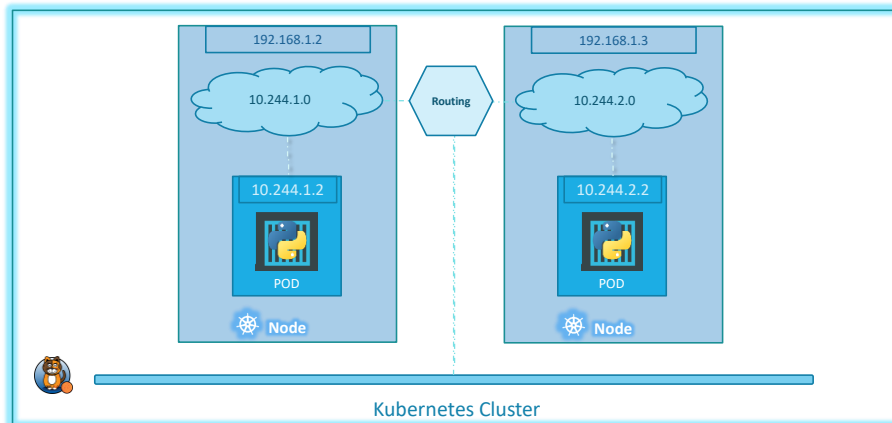 192.168.1.2
192.168.1.3
10.244.1.0
Routing
10.244.2.0
10.244.1.2
10.244.2.2
POD
POD
Node
Node
Kubernetes Cluster